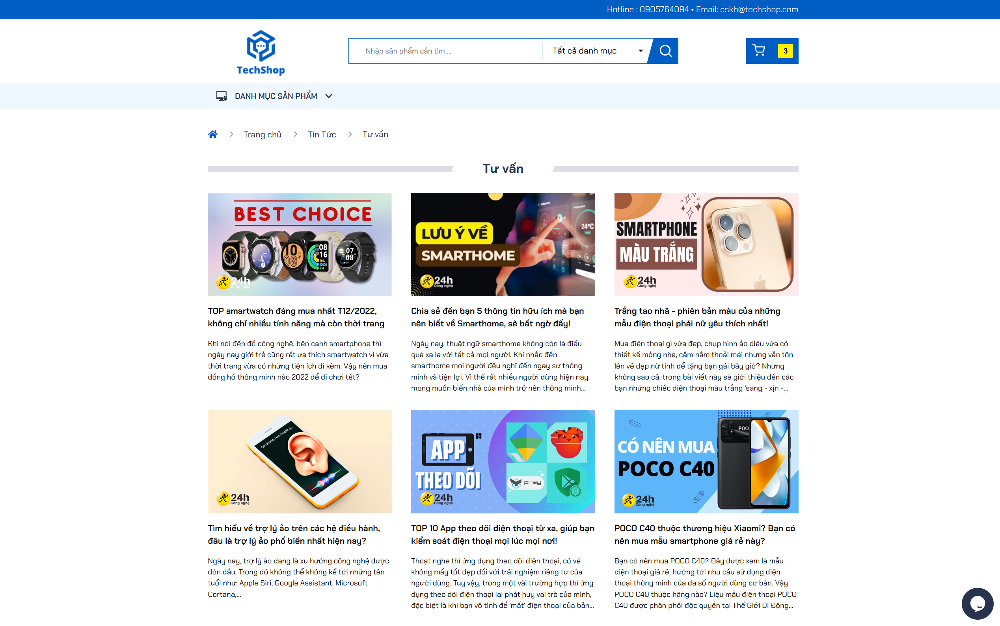 Hotline : 0905764094 • Email: cskh@techshop.com
TechShop
Nhập sản phẩm cần tìm ...
Tất cả danh mục
3
DANH MỤC SẢN PHẨM
Trang chủ
Tin Tức
Tư vấn
Tư vấn
BEST CHOICE
24h
Công nghệ
LƯU Ý VỀ
SMARTHOME
24°C
24h
Công nghệ
SMARTPHONE
MÀU TRẮNG
24h
Công nghệ
TOP smartwatch đáng mua nhất T12/2022,
không chỉ nhiều tính năng mà còn thời trang
Khi nói đến đồ công nghệ, bên cạnh smartphone thì
ngày nay giới trẻ cũng rất ưa thích smartwatch vì vừa
thời trang vừa có những tiện ích đi kèm. Vậy nên mua
đồng hồ thông minh nào 2022 để đi chơi tết?
Chia sẻ đến bạn 5 thông tin hữu ích mà bạn
nên biết về Smarthome, sẽ bất ngờ đấy!
Ngày nay, thuật ngữ smarthome không còn là điều
quá xa lạ với tất cả mọi người. Khi nhắc đến
smarthome mọi người đều nghĩ đến ngay sự thông
minh và tiện lợi. Vì thế rất nhiều người dùng hiện nay
mong muốn biến nhà của mình trở nên thông minh...
Trắng tao nhã - phiên bản màu của những
mẫu điện thoại phái nữ yêu thích nhất!
Mua điện thoại gì vừa đẹp, chụp hình ảo diệu vừa có
thiết kế mỏng nhẹ, cầm nắm thoải mái nhưng vẫn tôn
lên vẻ đẹp nữ tính để tặng bạn gái bây giờ? Nhưng
không sao cả, trong bài viết này sẽ giới thiệu đến các
bạn những chiếc điện thoại màu trắng 'sang - xịn -...
Go ahead, I am listening...
24h
Công nghệ
APP
THEO DÕI
prey
24h
Công nghệ
POCO
CÓ NÊN MUA
POCO C40
24h
Công nghệ
Tìm hiểu về trợ lý ảo trên các hệ điều hành,
đâu là trợ lý ảo phổ biến nhất hiện nay?
Ngày nay, trợ lý ảo đang là xu hướng công nghệ được
đón đầu. Trong đó không thể không kể tới những tên
tuổi như: Apple Siri, Google Assistant, Microsoft
Cortana,...
TOP 10 App theo dõi điện thoại từ xa, giúp bạn
kiểm soát điện thoại mọi lúc mọi nơi!
Thoạt nghe thì ứng dụng theo dõi điện thoại, có vẻ
không mấy tốt đẹp đối với trải nghiệm riêng tư của
người dùng. Tuy vậy, trong một vài trường hợp thì ứng
dụng theo dõi điện thoại lại phát huy vai trò của mình,
đặc biệt là khi bạn vô tình để 'mất' điện thoại của bản...
POCO C40 thuộc thương hiệu Xiaomi? Bạn có
nên mua mẫu smartphone giá rẻ này?
Bạn có nên mua POCO C40? Đây được xem là mẫu
điện thoại giá rẻ, hướng tới nhu cầu sử dụng điện
thoại thông minh của đa số người dùng cơ bản. Vậy
POCO C40 thuộc hãng nào? Liệu mẫu điện thoại POCO
C40 được phân phối độc quyền tại Thế Giới Di Động...